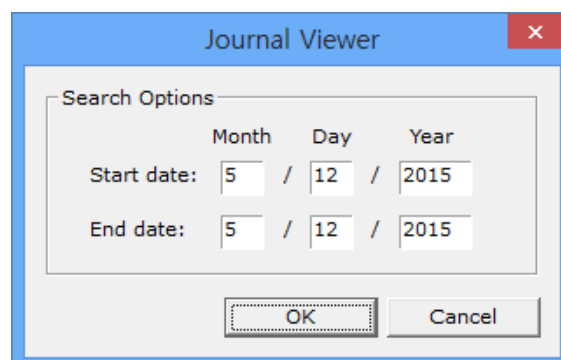 Journal Viewer
Search Options
Month Day Year
Start date: 5 / 12 / 2015
End date: 5 / 12 / 2015
OK Cancel